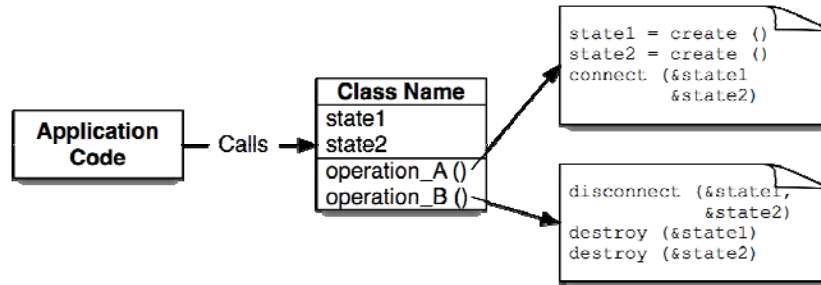 Application
Code
Calls
Class Name
state1
state2
operation_A ()
operation_B ()
state1 = create ()
state2 = create ()
connect (&state1
&state2)
disconnect (&state1,
&state2)
destroy (&state1)
destroy (&state2)